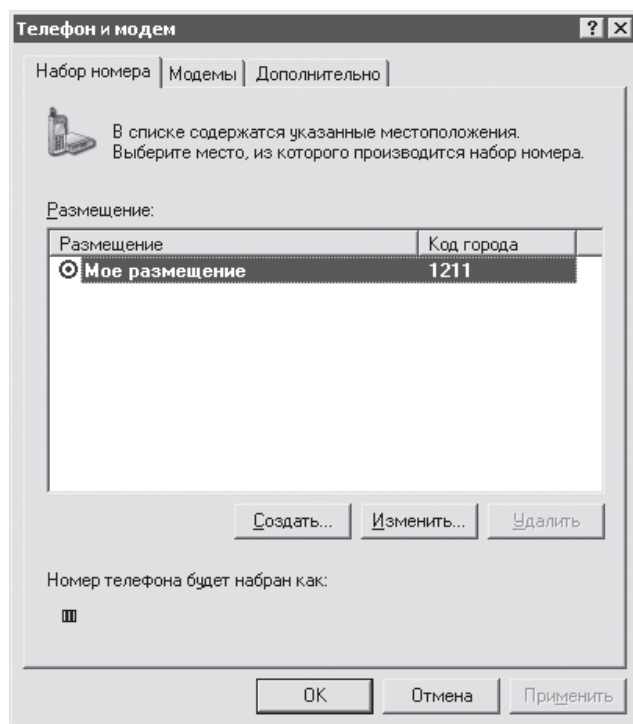 Телефон и модем
Набор номера Модемы Дополнительно
В списке содержатся указанные местоположения.
Выберите место, из которого производится набор номера.
Размещение:
Размещение Код города
Мое размещение 1211
Создать... Изменить... Удалить
Номер телефона будет набран как:
ОК Отмена Применить